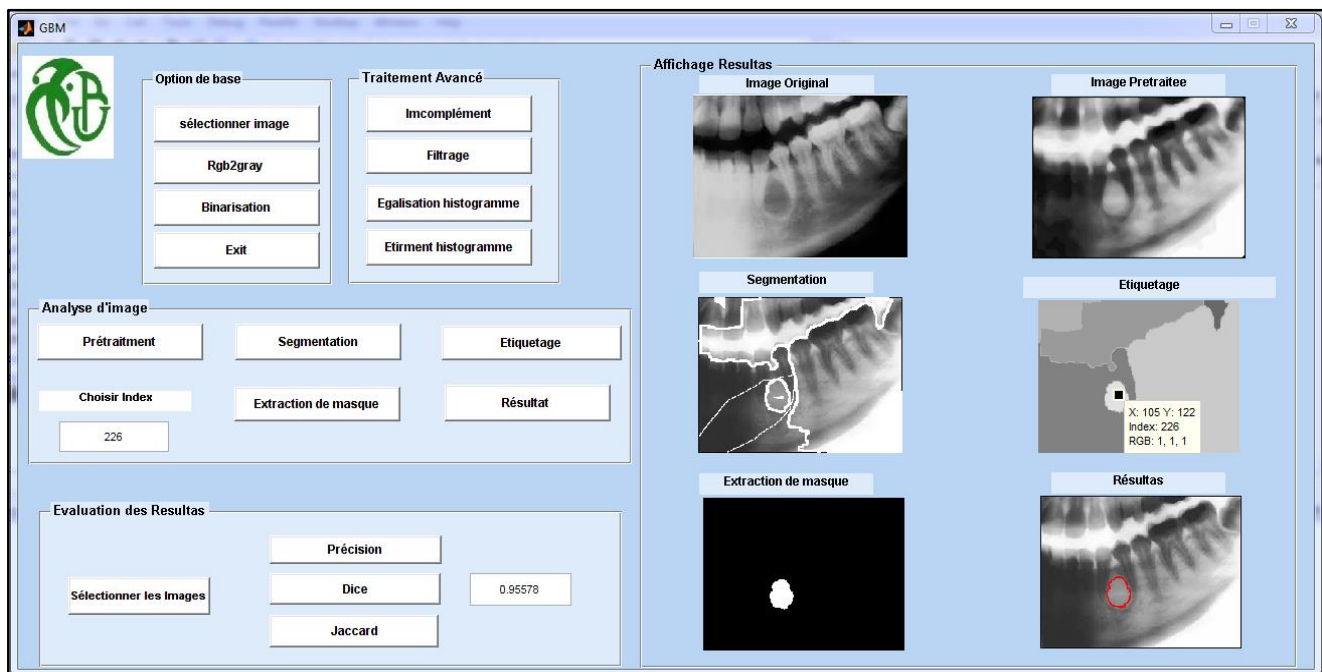 GBM
Option de base
sélectionner image
Rgb2gray
Binarisation
Exit
Traitement Avancé
Imcomplément
Filtrage
Egalisation histogramme
Etirment histogramme
Analyse d'image
Prétraitment
Segmentation
Etiquetage
Choisir Index
226
Extraction de masque
Résultat
Evaluation des Resultas
Sélectionner les Images
Précision
Dice
Jaccard
0.95578
Affichage Resultas
Image Original
Image Pretraitee
Segmentation
Etiquetage
X: 105 Y: 122
Index: 226
RGB: 1, 1, 1
Extraction de masque
Résultas